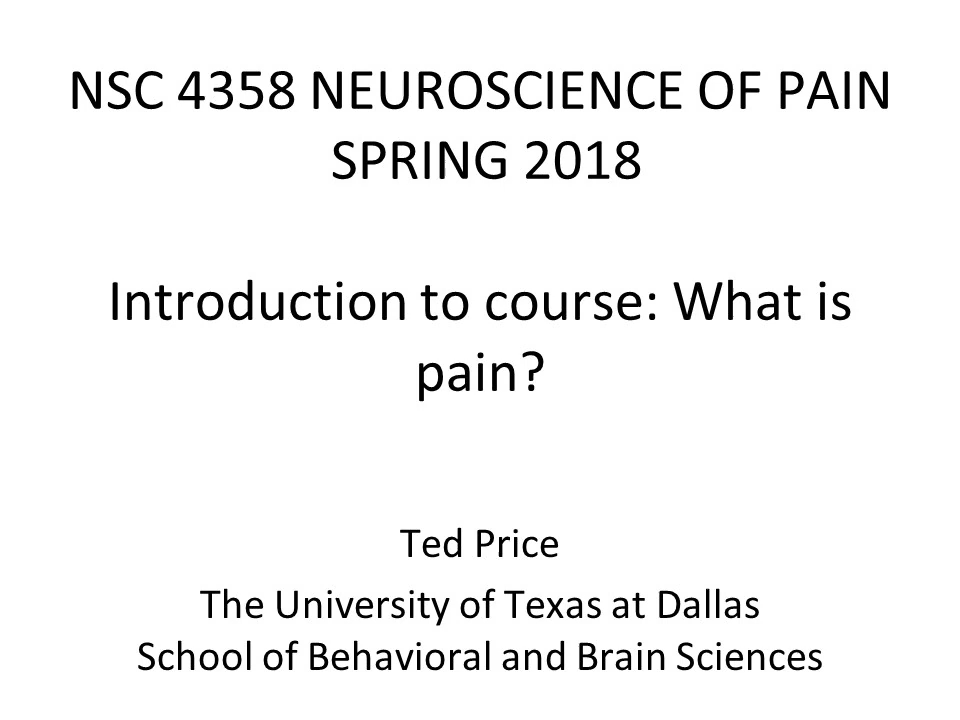 NSC 4358 NEUROSCIENCE OF PAIN
SPRING 2018
Introduction to course: What is
pain?
Ted Price
The University of Texas at Dallas
School of Behavioral and Brain Sciences